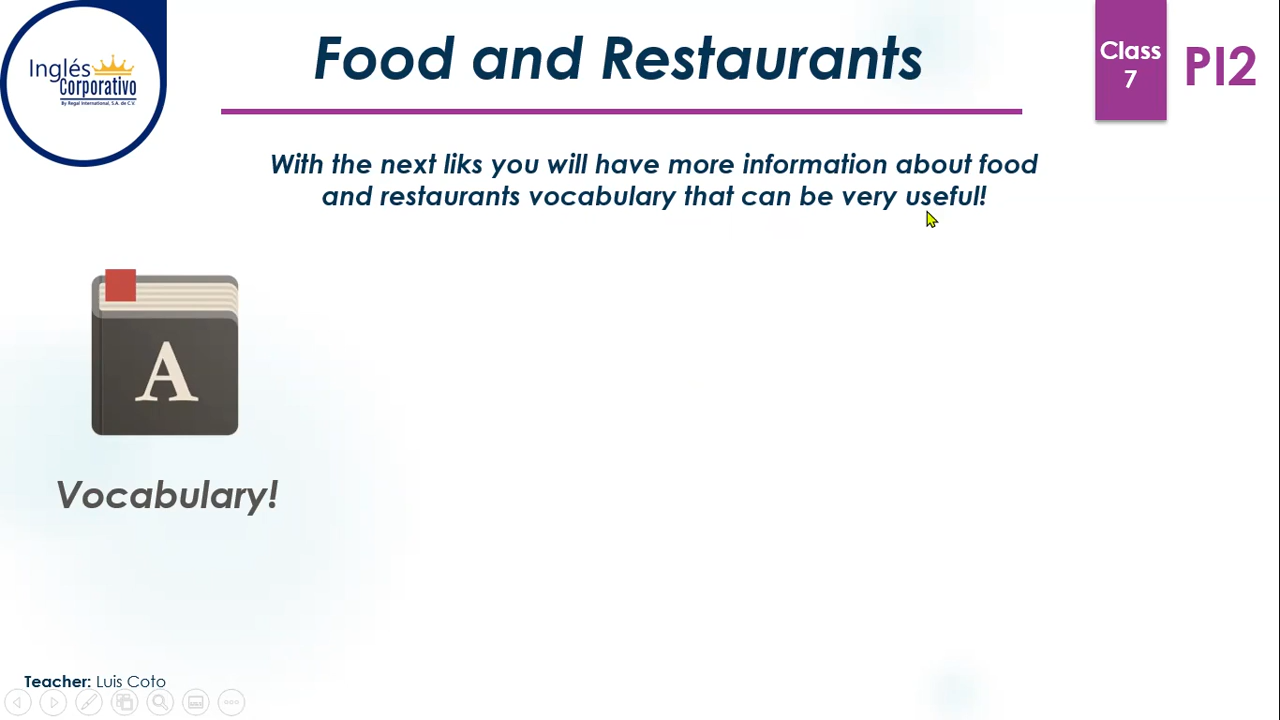 Inglés
Corporativo
By Regal International, S.A. de C.V.
Food and Restaurants
Class
7
PI2
With the next liks you will have more information about food
and restaurants vocabulary that can be very useful!
A
Vocabulary!
Teacher: Luis Coto